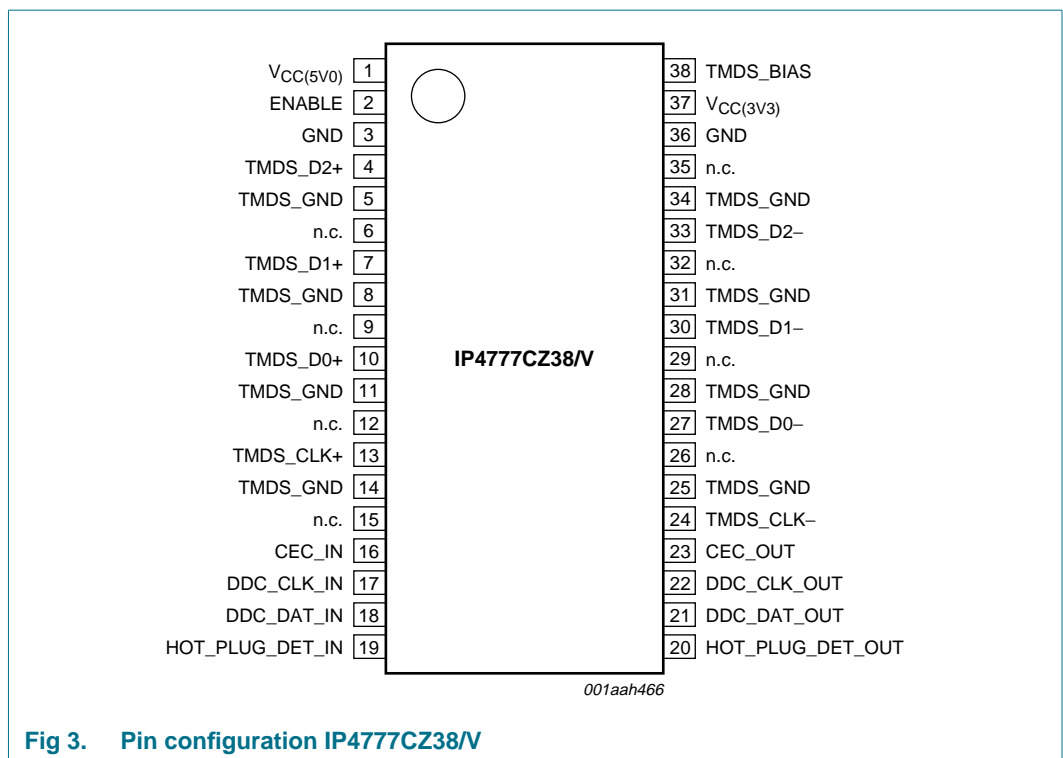 VCC(5V0) 1
ENABLE 2
GND 3
TMDS_D2+ 4
TMDS_GND 5
n.c. 6
TMDS_D1+ 7
TMDS_GND 8
n.c. 9
TMDS_D0+ 10
TMDS_GND 11
n.c. 12
TMDS_CLK+ 13
TMDS_GND 14
n.c. 15
CEC_IN 16
DDC_CLK_IN 17
DDC_DAT_IN 18
HOT_PLUG_DET_IN 19
IP4777CZ38/V
38 TMDS_BIAS
37 VCC(3V3)
36 GND
35 n.c.
34 TMDS_GND
33 TMDS_D2−
32 n.c.
31 TMDS_GND
30 TMDS_D1−
29 n.c.
28 TMDS_GND
27 TMDS_D0−
26 n.c.
25 TMDS_GND
24 TMDS_CLK−
23 CEC_OUT
22 DDC_CLK_OUT
21 DDC_DAT_OUT
20 HOT_PLUG_DET_OUT
001aah466
Fig 3. Pin configuration IP4777CZ38/V